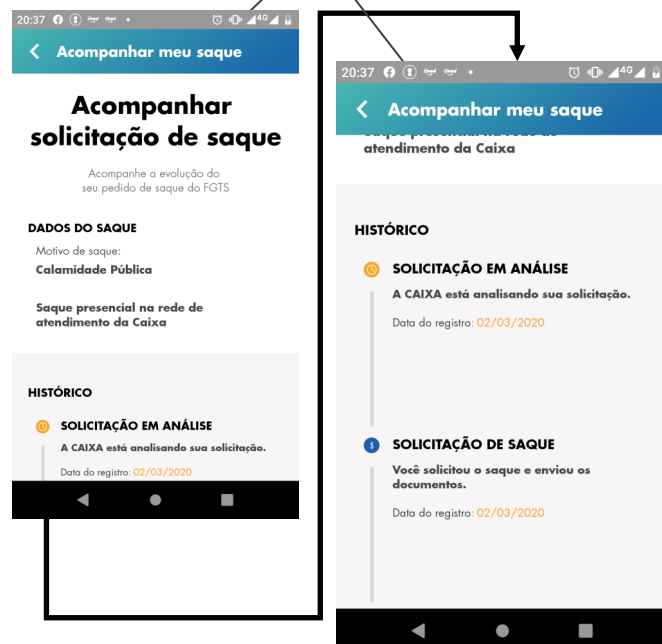 20:37
4G
Acompanhar meu saque
Acompanhar
solicitação de saque
Acompanhe a evolução do
seu pedido de saque do FGTS
DADOS DO SAQUE
Motivo de saque:
Calamidade Pública
Saque presencial na rede de
atendimento da Caixa
HISTÓRICO
SOLICITAÇÃO EM ANÁLISE
A CAIXA está analisando sua solicitação.
Data do registro: 02/03/2020
20:37
4G
Acompanhar meu saque
atendimento da Caixa
HISTÓRICO
SOLICITAÇÃO EM ANÁLISE
A CAIXA está analisando sua solicitação.
Data do registro: 02/03/2020
$
SOLICITAÇÃO DE SAQUE
Você solicitou o saque e enviou os
documentos.
Data do registro: 02/03/2020